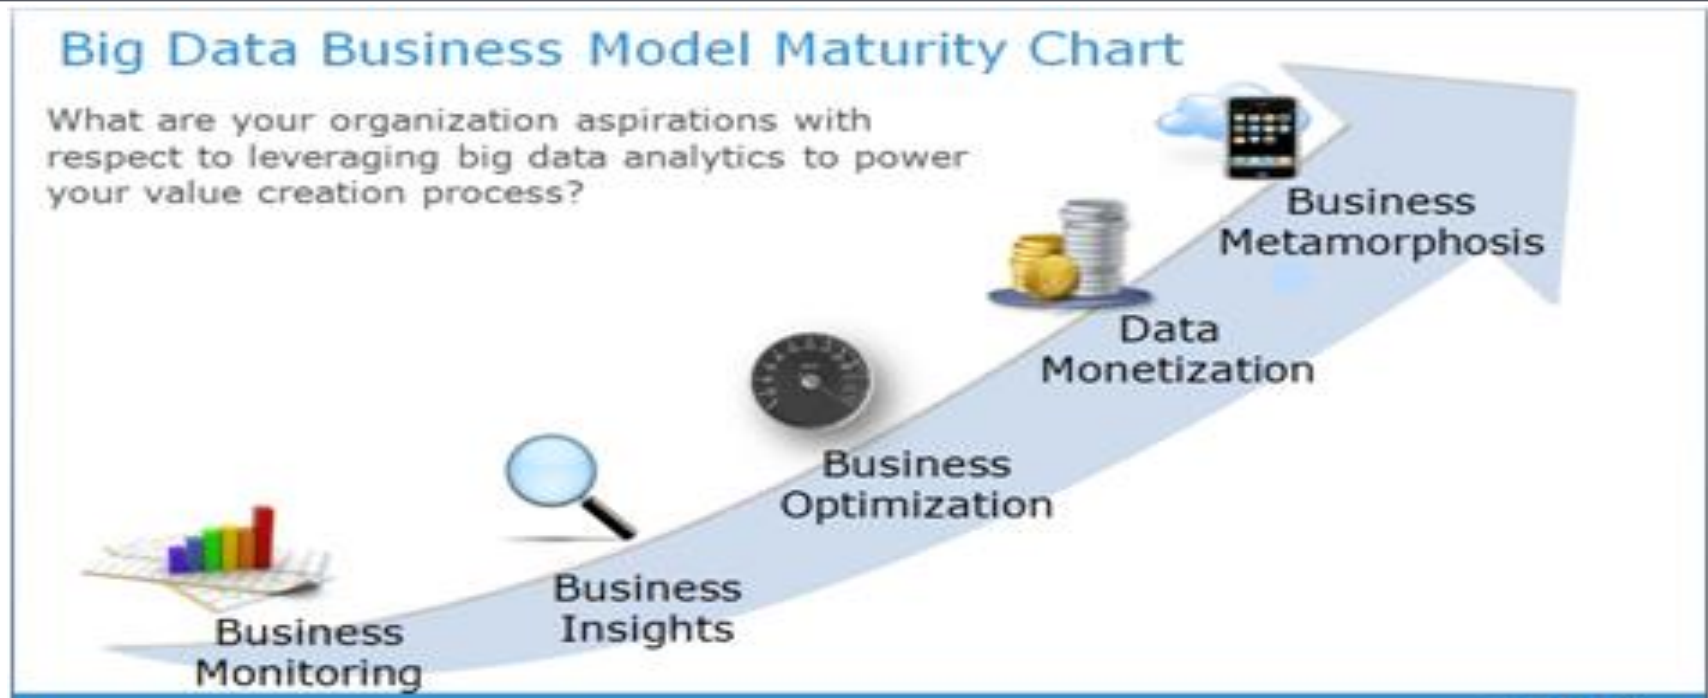 Big Data Business Model Maturity Chart
What are your organization aspirations with
respect to leveraging big data analytics to power
your value creation process?
Business
Metamorphosis
Data
Monetization
Business
Optimization
Business
Insights
Business
Monitoring